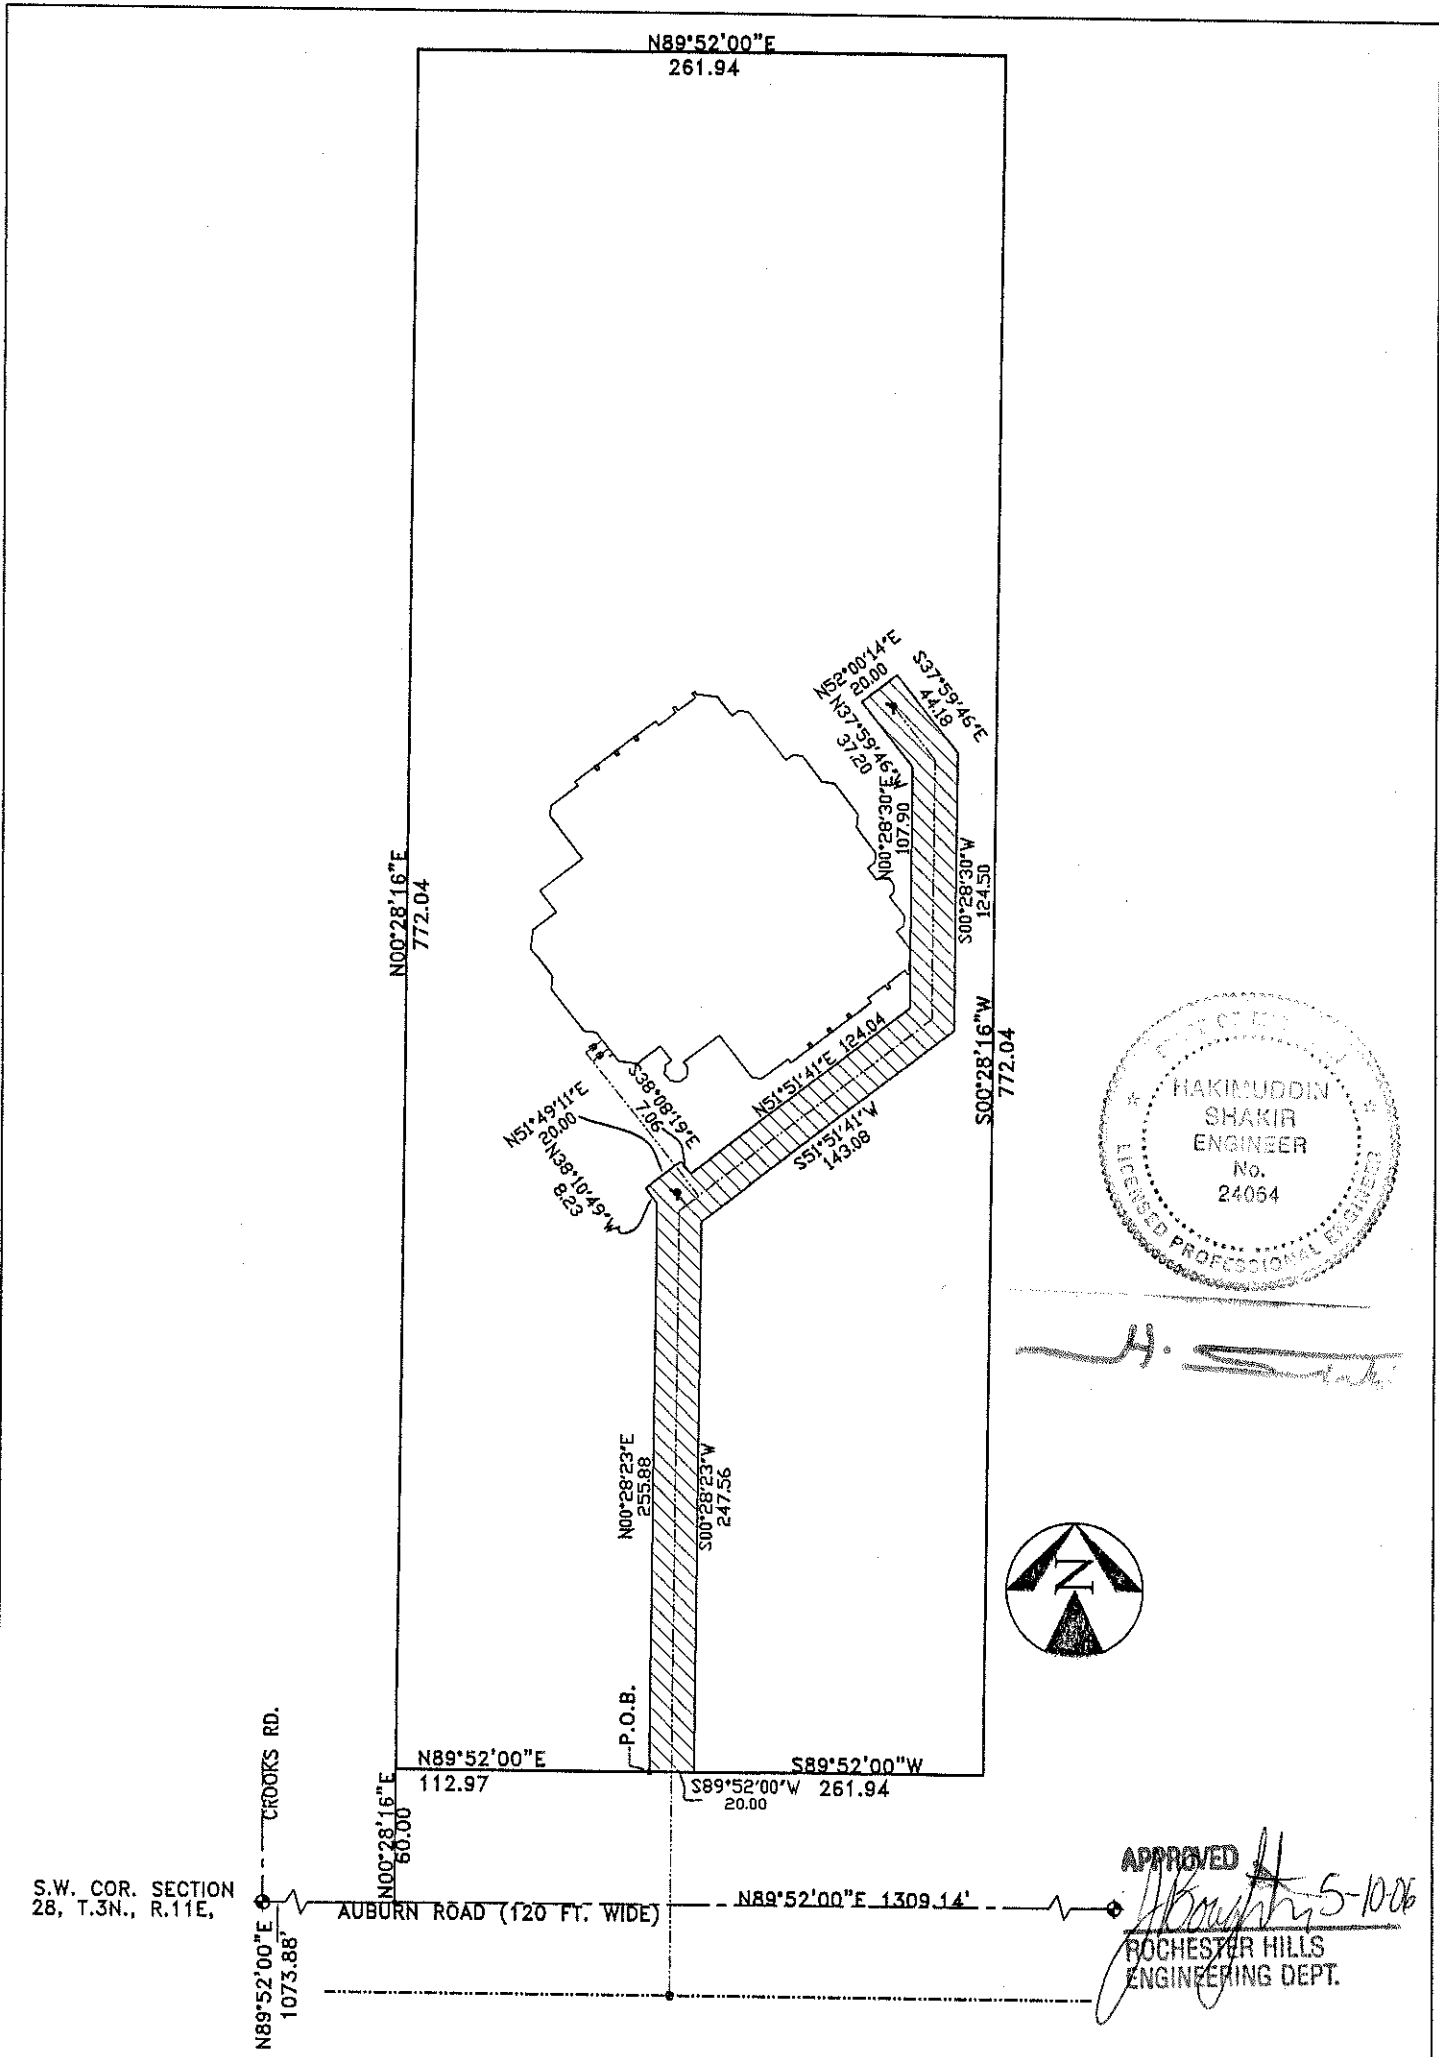 N89°52'00"E
261.94
N52°00'14"E
20.00
S37°59'46"E
44.18
N37°59'46"W
37.20
N00°28'30"E
107.90
S00°28'30"W
124.50
N00°28'16"E
772.04
S00°28'16"W
772.04
N51°51'41"E 124.04
S51°51'41"W
143.08
S38°08'19"E
7.06
N51°49'11"E
20.00
N38°10'49"W
8.23
HAKIMUDDIN
SHAKIR
ENGINEER
No.
24064
LICENSED PROFESSIONAL ENGINEER
N00°28'23"E
255.88
S00°28'23"W
247.56
N
P.O.B.
N89°52'00"E
112.97
S89°52'00"W
20.00
S89°52'00"W
261.94
CROOKS RD.
N00°28'16"E
60.00
S.W. COR. SECTION
28, T.3N., R.11E,
AUBURN ROAD (120 FT. WIDE)
N89°52'00"E 1309.14'
N89°52'00"E
1073.88'
APPROVED
5-10-06
ROCHESTER HILLS
ENGINEERING DEPT.